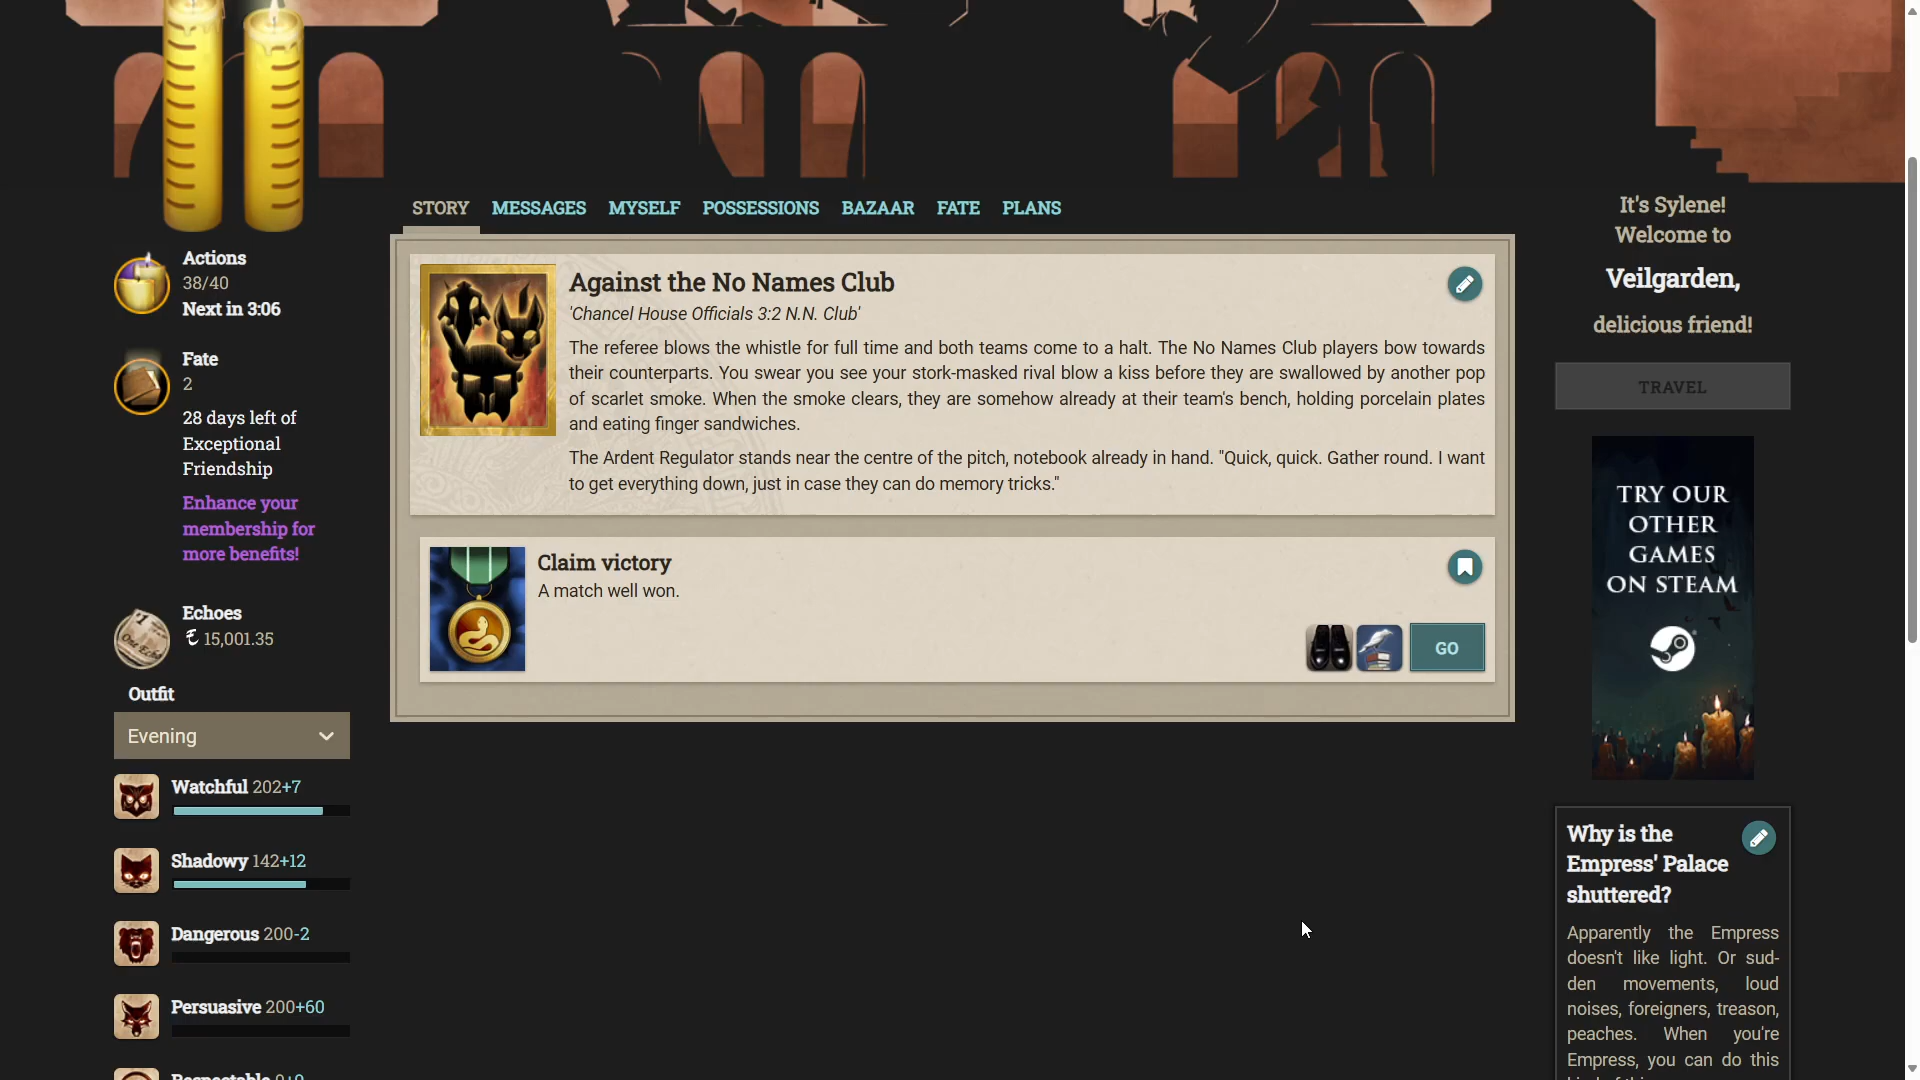 STORY MESSAGES MYSELF POSSESSIONS BAZAAR FATE PLANS
Actions
38/40
Next in 3:06
Fate
2
28 days left of
Exceptional
Friendship
Enhance your
membership for
more benefits!
Echoes
15,001.35
Outfit
Evening
Watchful 202+7
Shadowy 142+12
Dangerous 200-2
Persuasive 200+60
Against the No Names Club
'Chancel House Officials 3:2 N.N. Club'
The referee blows the whistle for full time and both teams come to a halt. The No Names Club players bow towards
their counterparts. You swear you see your stork-masked rival blow a kiss before they are swallowed by another pop
of scarlet smoke. When the smoke clears, they are somehow already at their team's bench, holding porcelain plates
and eating finger sandwiches.
The Ardent Regulator stands near the centre of the pitch, notebook already in hand. "Quick, quick. Gather round. I want
to get everything down, just in case they can do memory tricks."
Claim victory
A match well won.
GO
It's Sylene!
Welcome to
Veilgarden,
delicious friend!
TRAVEL
TRY OUR
OTHER
GAMES
ON STEAM
Why is the
Empress' Palace
shuttered?
Apparently the Empress
doesn't like light. Or sud-
den movements, loud
noises, foreigners, treason,
peaches. When you're
Empress, you can do this